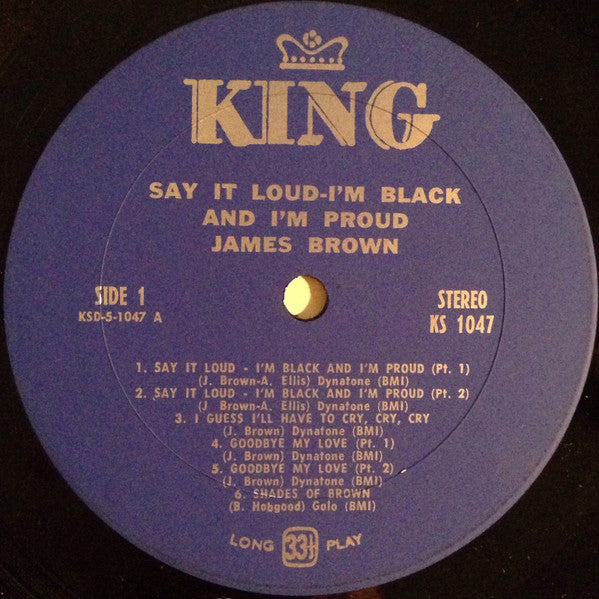 K
KING
SAY IT LOUD-I'M BLACK
AND I'M PROUD
JAMES BROWN
SIDE 1
KSD-5-1047 A
STEREO
KS 1047
1. SAY IT LOUD - I'M BLACK AND I'M PROUD (Pt. 1)
(J. Brown-A. Ellis) Dynatone (BMI)
2. SAY IT LOUD - I'M BLACK AND I'M PROUD (Pt. 2)
(J Brown-A. Ellis) Dynatone (BMI)
3. I GUESS I'LL HAVE TO CRY, CRY, CRY
(J. Brown) Dynatone (BMI)
4. GOODBYE MY LOVE (Pt. 1)
(J. Brown) Dynatone (BMI)
5. GOODBYE MY LOVE (Pt. 2)
(J. Brown) Dynatone (BMI)
6. SHADES OF BROWN
(B. Hobgood) Golo (BMI)
LONG 33⅓ PLAY